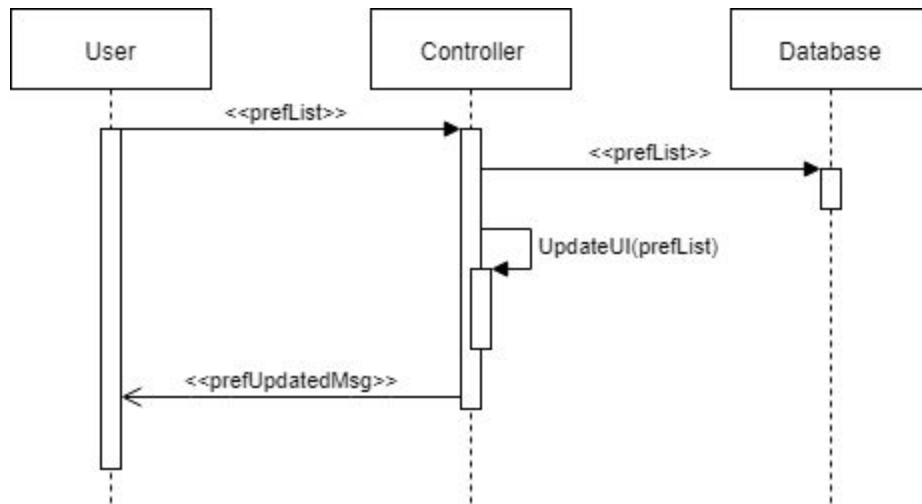 User
Controller
Database
<<prefList>>
<<prefList>>
UpdateUI(prefList)
<<prefUpdatedMsg>>